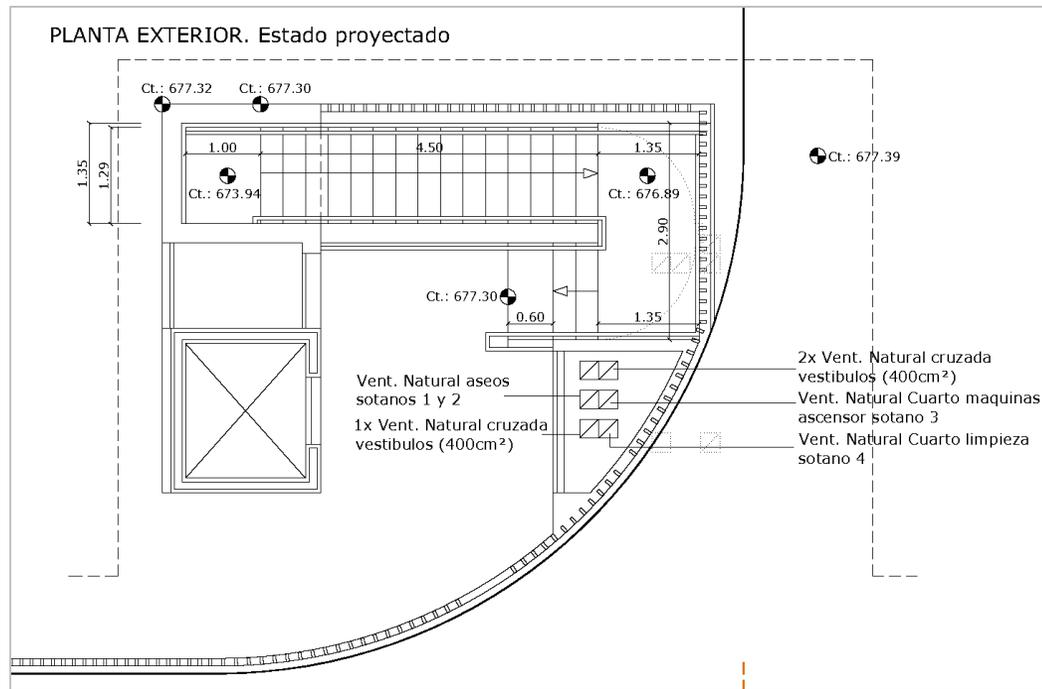 PLANTA EXTERIOR. Estado proyectado
Ct.: 677.32
Ct.: 677.30
1.35
1.29
1.00
4.50
1.35
Ct.: 677.39
Ct.: 673.94
Ct.: 676.89
2.90
Ct.: 677.30
0.60
1.35
Vent. Natural aseos
sotanos 1 y 2
1x Vent. Natural cruzada
vestibulos (400cm²)
2x Vent. Natural cruzada
vestibulos (400cm²)
Vent. Natural Cuarto maquinas
ascensor sotano 3
Vent. Natural Cuarto limpieza
sotano 4